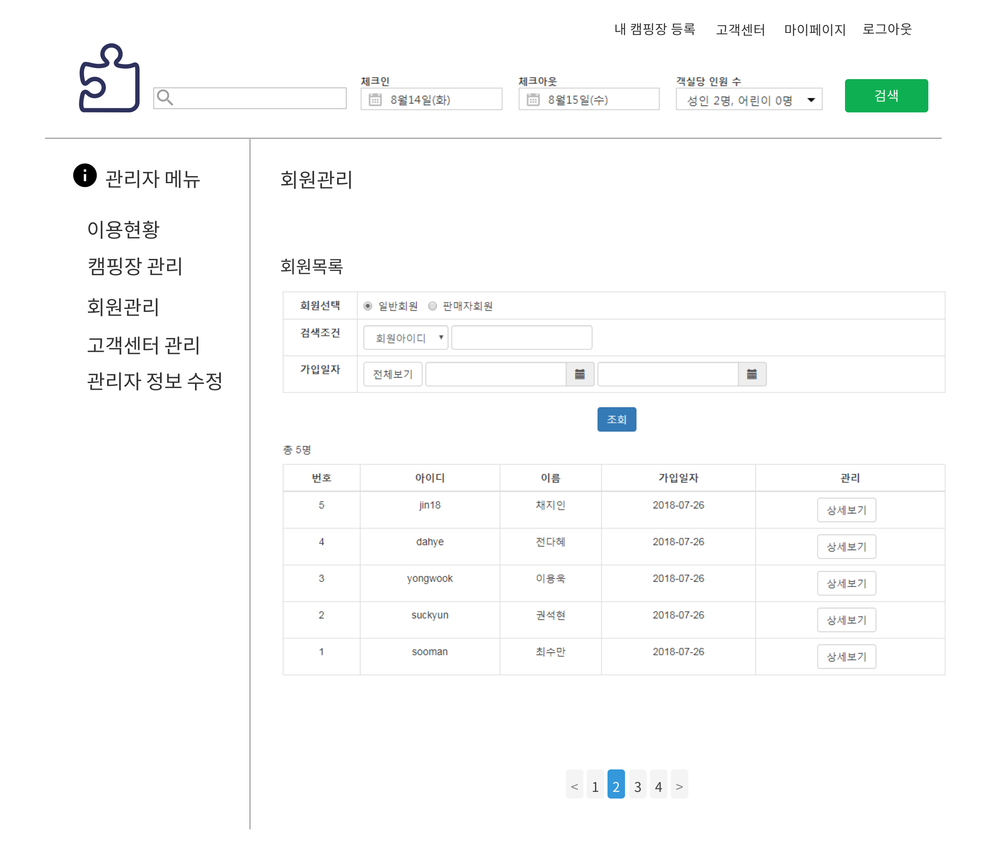 내 캠핑장 등록 고객센터 마이페이지 로그아웃
체크인 체크아웃 객실당 인원 수
8월14일(화) 8월15일(수) 성인 2명, 어린이 0명 검색
관리자 메뉴
이용현황
캠핑장 관리
회원관리
고객센터 관리
관리자 정보 수정
회원관리
회원목록
회원선택 일반회원 판매자회원
검색조건 회원아이디
가입일자 전체보기
조회
총 5명
번호 아이디 이름 가입일자 관리
5 jin18 채지인 2018-07-26 상세보기
4 dahye 전다혜 2018-07-26 상세보기
3 yongwook 이용욱 2018-07-26 상세보기
2 suckyun 권석현 2018-07-26 상세보기
1 sooman 최수만 2018-07-26 상세보기
< 1 2 3 4 >